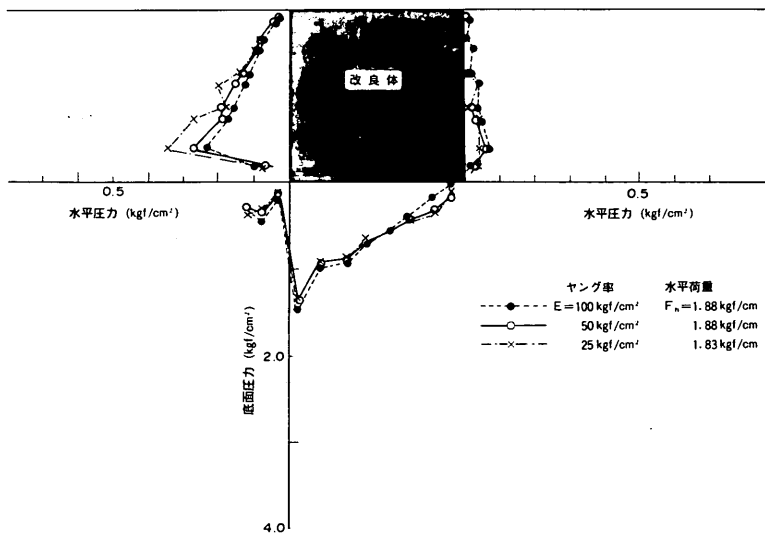 改良体
0.5
0.5
水平圧力 (kgf/cm²)
水平圧力 (kgf/cm²)
ヤング率 水平荷重
E=100 kgf/cm² Fₕ=1.88 kgf/cm
50 kgf/cm² 1.88 kgf/cm
25 kgf/cm² 1.83 kgf/cm
2.0
底面圧力 (kgf/cm²)
4.0